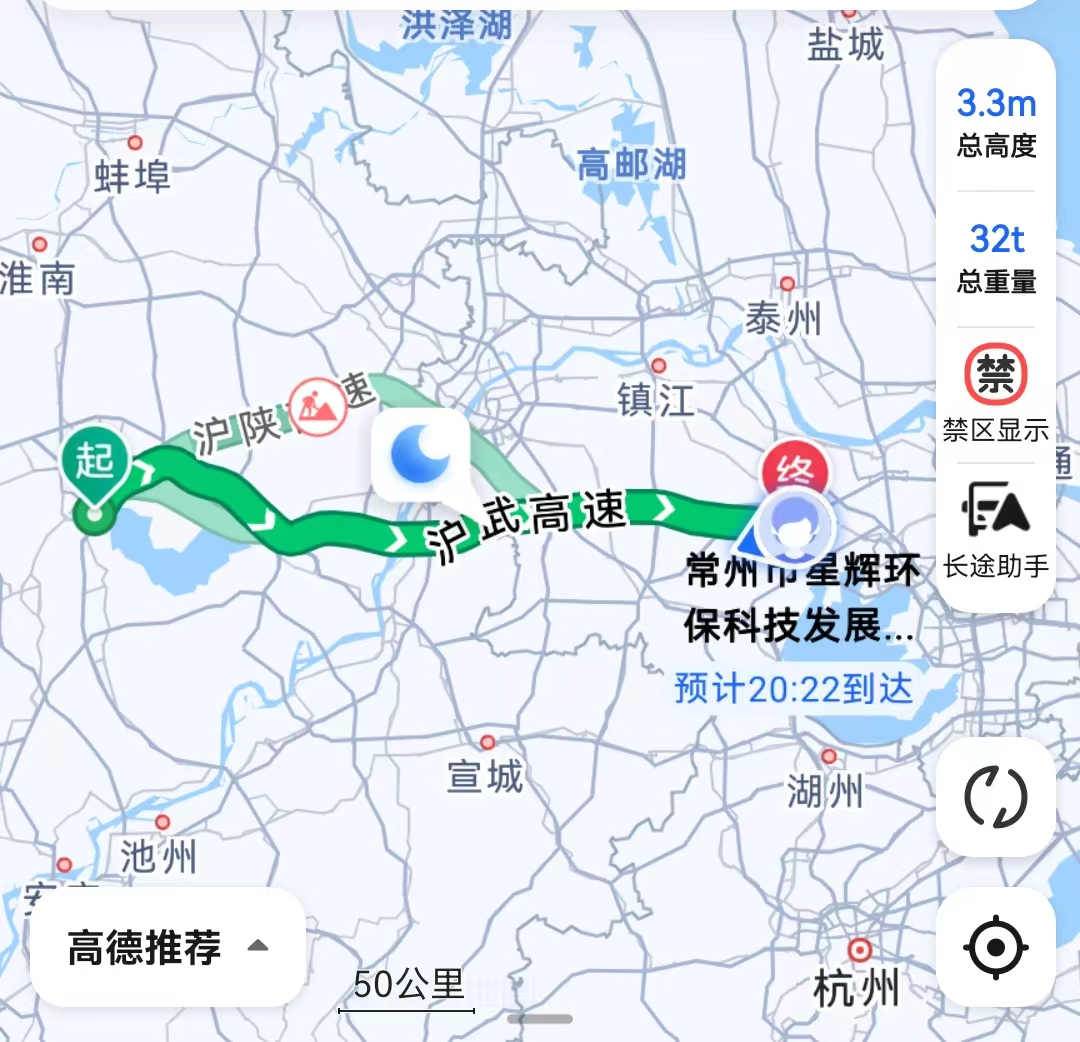 洪泽湖
盐城
3.3m
总高度
蚌埠
高邮湖
32t
总重量
淮南
泰州
禁
禁区显示
镇江
沪陕 速
起
终
通
沪武高速
长途助手
常州市星辉环
保科技发展...
预计20:22到达
宣城
湖州
池州
高德推荐
50公里
杭州